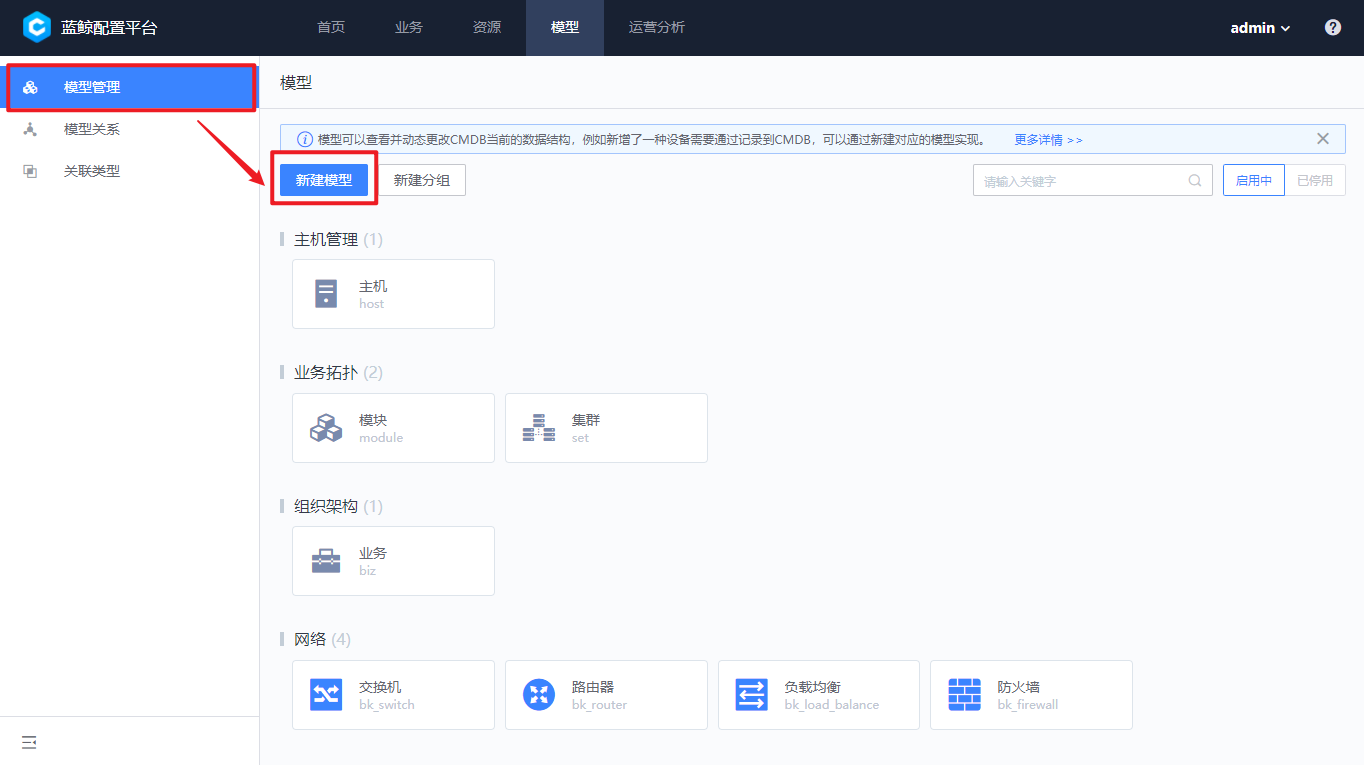 蓝鲸配置平台 首页 业务 资源 模型 运营分析 admin
模型管理
模型关系
关联类型
模型
模型可以查看并动态更改CMDB当前的数据结构，例如新增了一种设备需要通过记录到CMDB，可以通过新建对应的模型实现。 更多详情 >>
新建模型 新建分组 请输入关键字 启用中 已停用
主机管理 (1)
主机
host
业务拓扑 (2)
模块
module
集群
set
组织架构 (1)
业务
biz
网络 (4)
交换机
bk_switch
路由器
bk_router
负载均衡
bk_load_balance
防火墙
bk_firewall